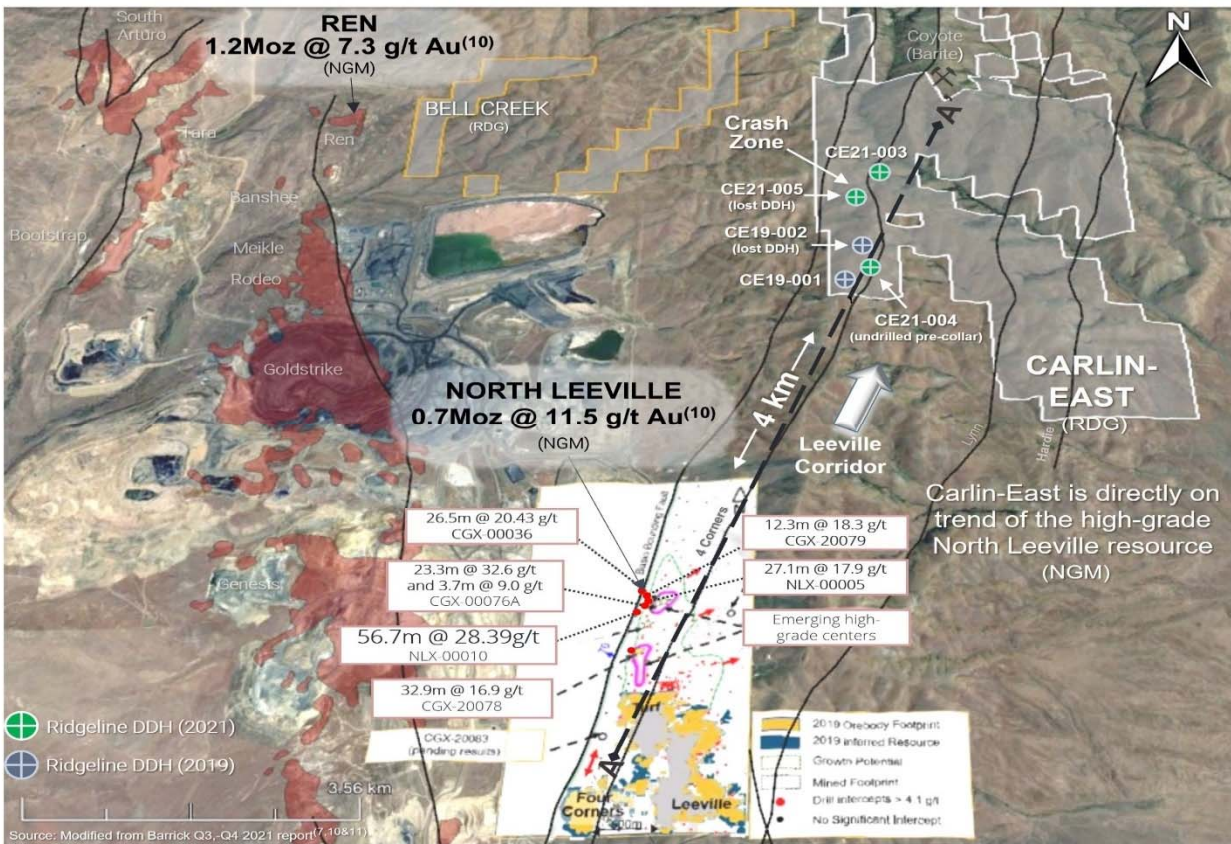 South
Arturo
REN
1.2Moz @ 7.3 g/t Au(10)
(NGM)
Coyote
(Barite)
N
BELL CREEK
(RDG)
Tara
Ren
A'
Crash
Zone
CE21-003
CE21-005
(lost DDH)
Banshee
Bootstrap
Meikle
CE19-002
(lost DDH)
Rodeo
CE19-001
CE21-004
(undrilled pre-collar)
Goldstrike
NORTH LEEVILLE
0.7Moz @ 11.5 g/t Au(10)
(NGM)
4 km
CARLIN-
EAST
(RDG)
Lynn
Hardie
Leeville
Corridor
Carlin-East is directly on
trend of the high-grade
North Leeville resource
(NGM)
Basin Bounding Fault
4 Corners
26.5m @ 20.43 g/t
CGX-00036
12.3m @ 18.3 g/t
CGX-20079
23.3m @ 32.6 g/t
and 3.7m @ 9.0 g/t
CGX-00076A
27.1m @ 17.9 g/t
NLX-00005
Genesis
56.7m @ 28.39g/t
NLX-00010
Emerging high-
grade centers
32.9m @ 16.9 g/t
CGX-20078
Turf
CGX-20083
(pending results)
A
Four
Corners
Leeville
Ridgeline DDH (2021)
Ridgeline DDH (2019)
3.56 km
2019 Orebody Footprint
2019 Inferred Resource
Growth Potential
Mined Footprint
Drill intercepts > 4.1 g/t
No Significant Intercept
Source: Modified from Barrick Q3,-Q4 2021 report(7,10&11)